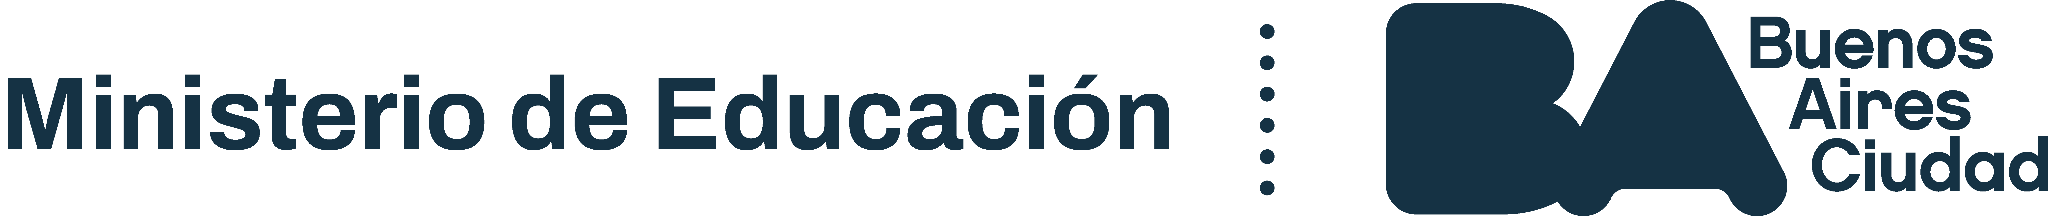 Ministerio de Educación
BA
Buenos
Aires
Ciudad